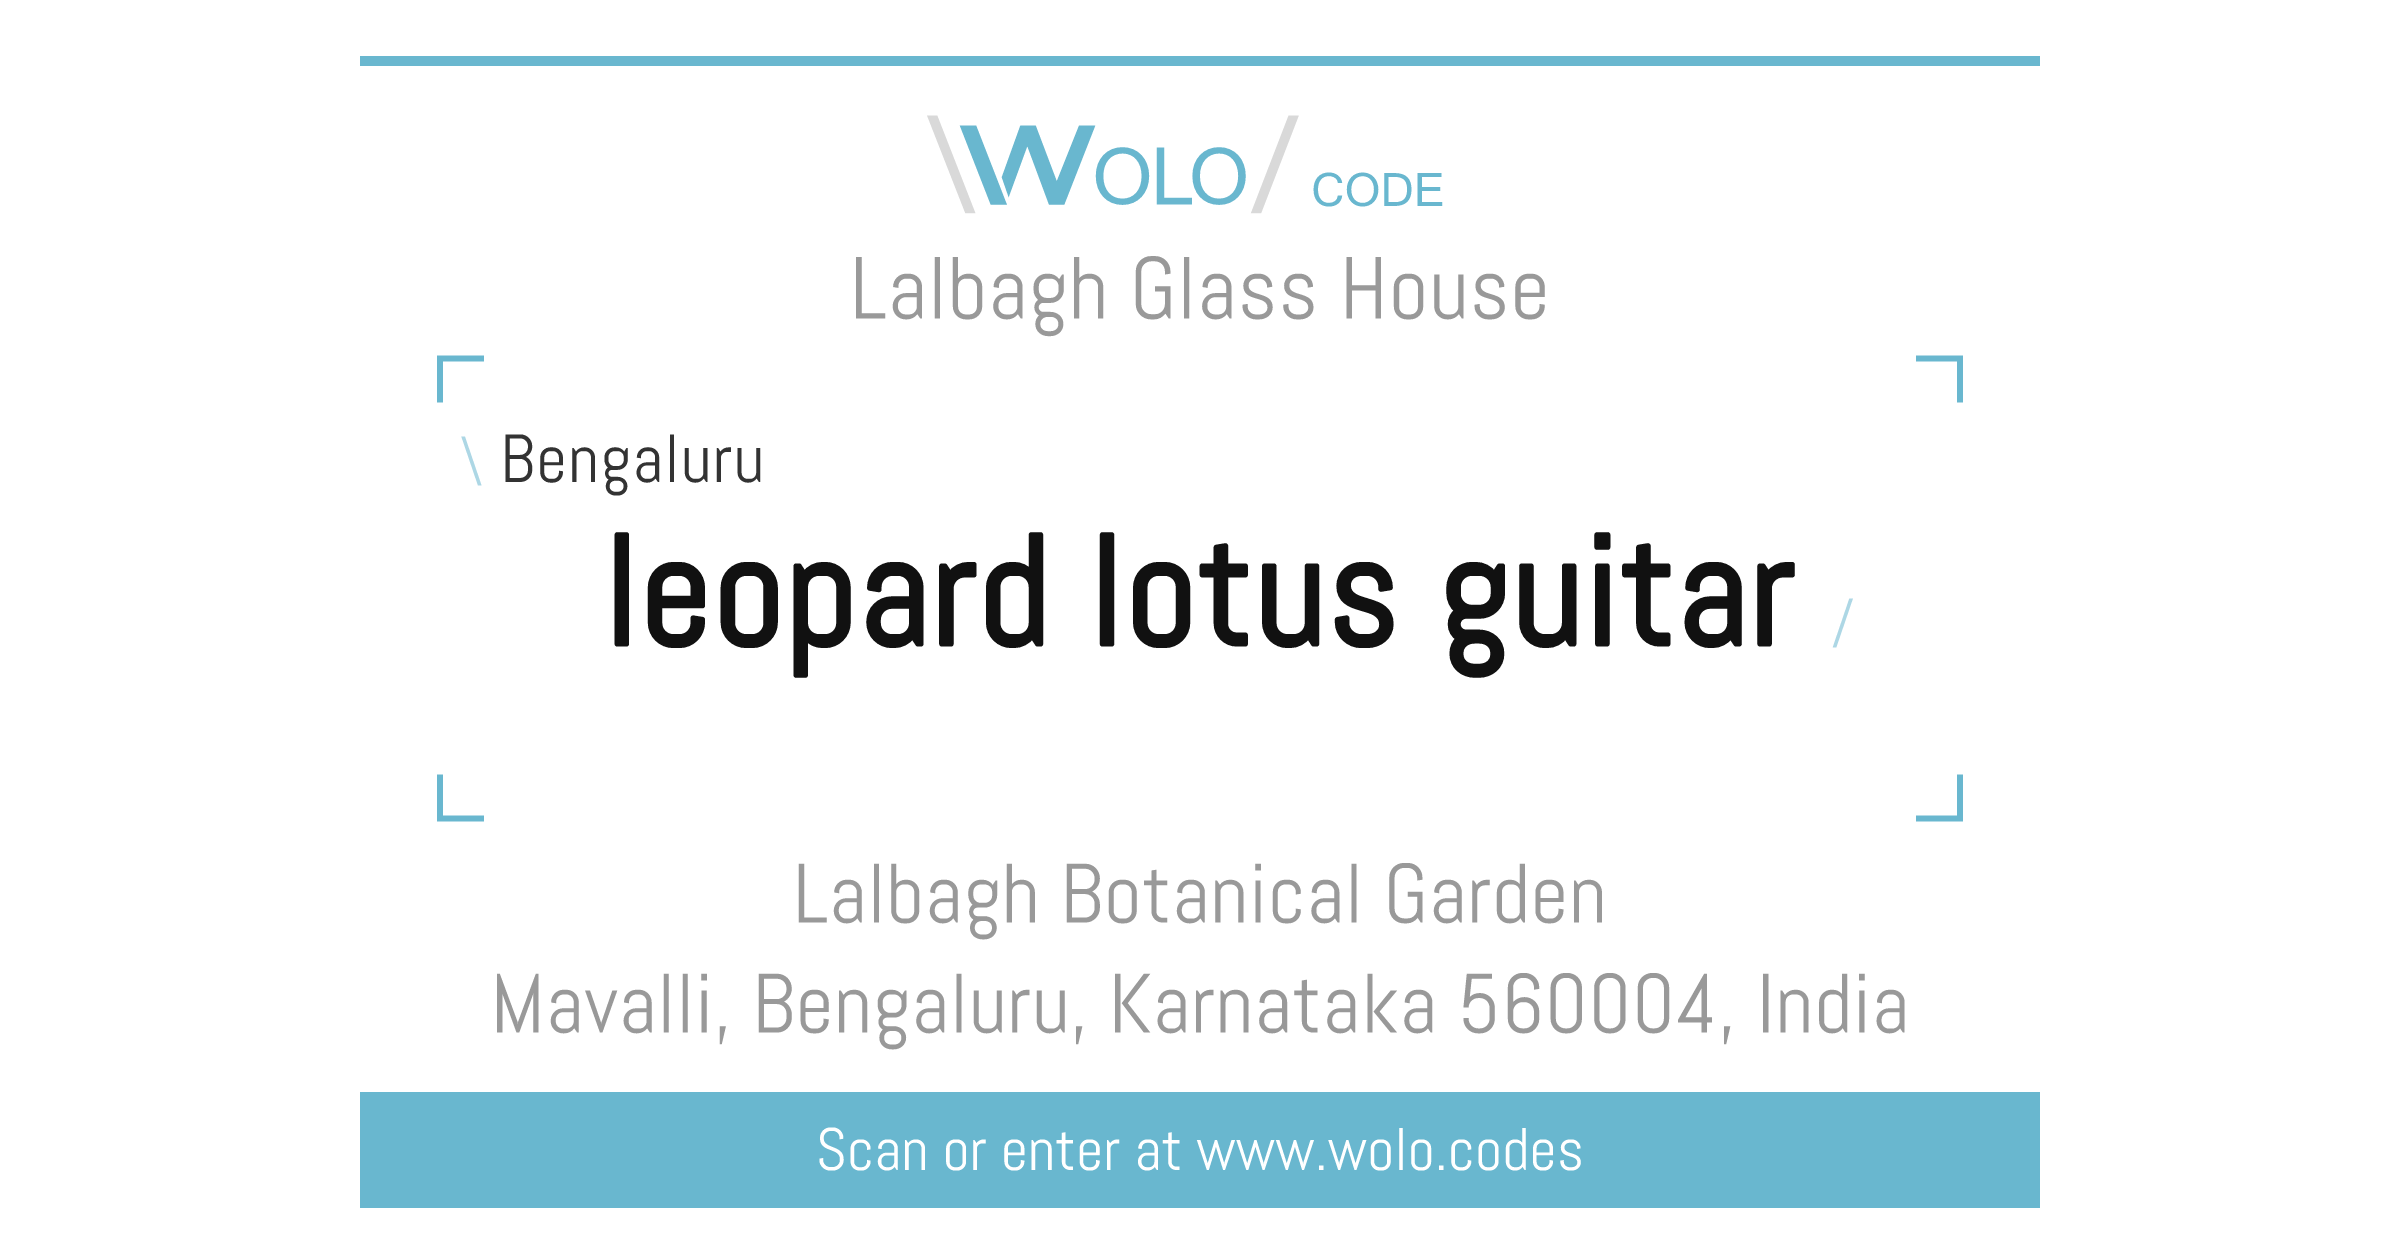 \WOLO/ CODE
Lalbagh Glass House
\ Bengaluru
leopard lotus guitar /
Lalbagh Botanical Garden
Mavalli, Bengaluru, Karnataka 560004, India
Scan or enter at www.wolo.codes